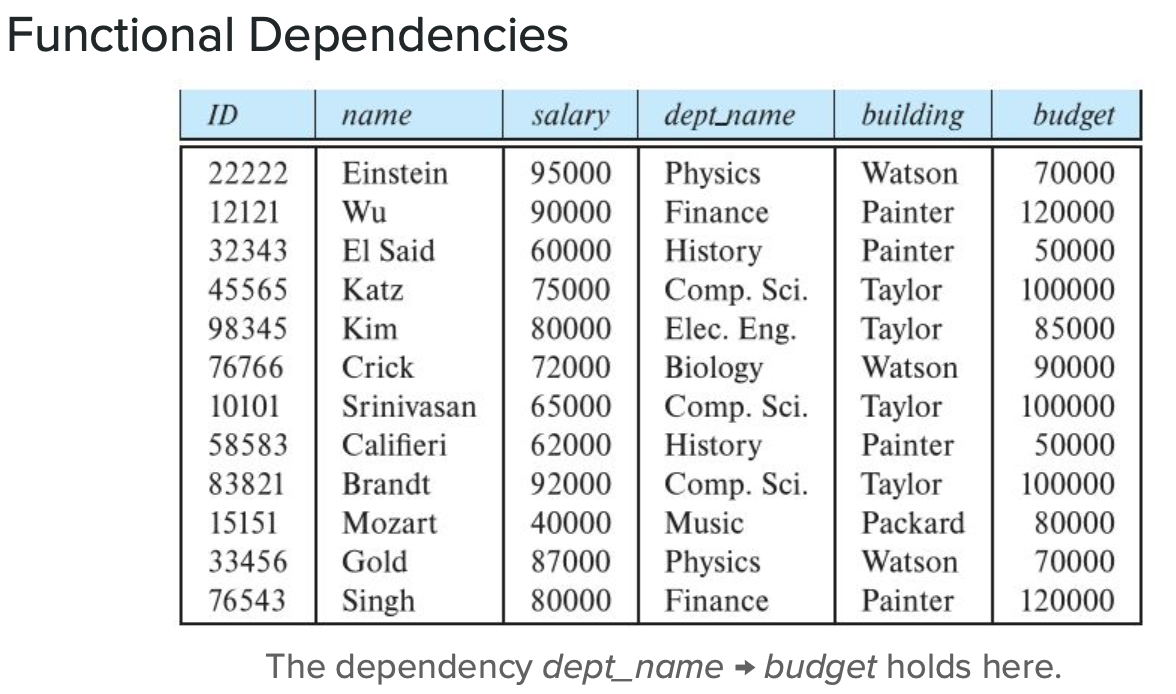 Functional Dependencies
ID name salary dept_name building budget
22222 Einstein 95000 Physics Watson 70000
12121 Wu 90000 Finance Painter 120000
32343 El Said 60000 History Painter 50000
45565 Katz 75000 Comp. Sci. Taylor 100000
98345 Kim 80000 Elec. Eng. Taylor 85000
76766 Crick 72000 Biology Watson 90000
10101 Srinivasan 65000 Comp. Sci. Taylor 100000
58583 Califieri 62000 History Painter 50000
83821 Brandt 92000 Comp. Sci. Taylor 100000
15151 Mozart 40000 Music Packard 80000
33456 Gold 87000 Physics Watson 70000
76543 Singh 80000 Finance Painter 120000
The dependency dept_name → budget holds here.